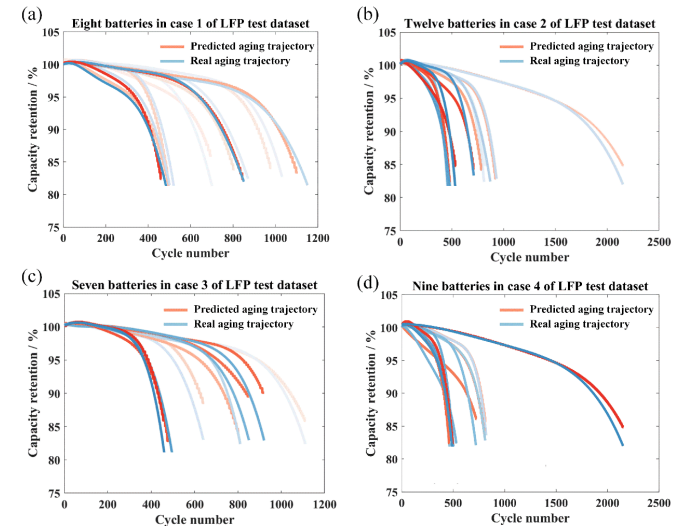 (a)
Eight batteries in case 1 of LFP test dataset
Predicted aging trajectory
Real aging trajectory
Capacity retention / %
105
100
95
90
85
80
75
0 200 400 600 800 1000 1200
Cycle number
(b)
Twelve batteries in case 2 of LFP test dataset
Predicted aging trajectory
Real aging trajectory
Capacity retention / %
105
100
95
90
85
80
75
0 500 1000 1500 2000 2500
Cycle number
(c)
Seven batteries in case 3 of LFP test dataset
Predicted aging trajectory
Real aging trajectory
Capacity retention / %
105
100
95
90
85
80
75
0 200 400 600 800 1000 1200
Cycle number
(d)
Nine batteries in case 4 of LFP test dataset
Predicted aging trajectory
Real aging trajectory
Capacity retention / %
105
100
95
90
85
80
75
0 500 1000 1500 2000 2500
Cycle number